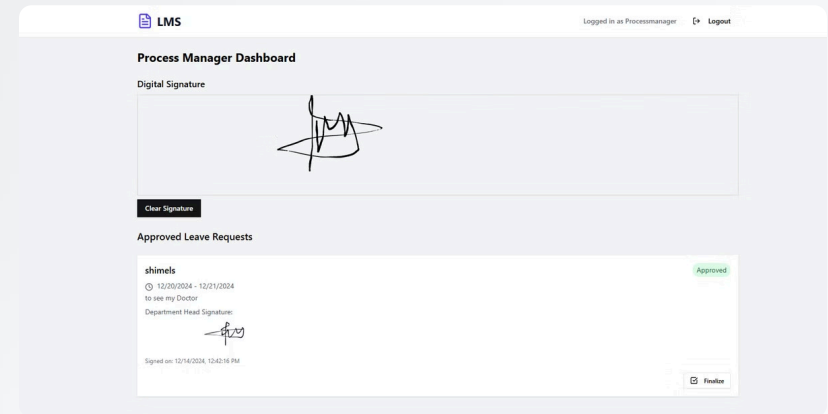 LMS
Logged in as Processmanager
Logout
Process Manager Dashboard
Digital Signature
Clear Signature
Approved Leave Requests
shimels
Approved
12/20/2024 - 12/21/2024
to see my Doctor
Department Head Signature:
Signed on: 12/14/2024, 12:42:16 PM
Finalize